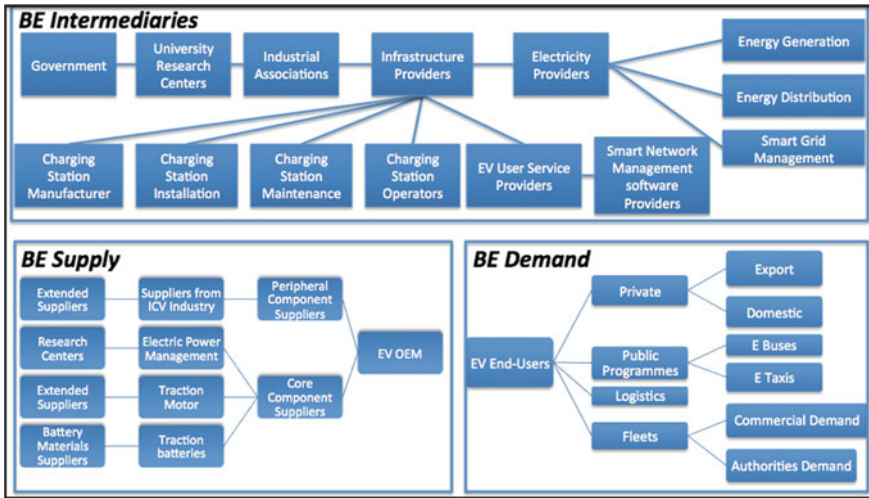 BE Intermediaries
Government
University
Research
Centers
Industrial
Associations
Infrastructure
Providers
Electricity
Providers
Energy Generation
Energy Distribution
Smart Grid
Management
Charging
Station
Manufacturer
Charging
Station
Installation
Charging
Station
Maintenance
Charging
Station
Operators
EV User Service
Providers
Smart Network
Management
software
Providers
BE Supply
Extended
Suppliers
Suppliers from
ICV Industry
Peripheral
Component
Suppliers
Research
Centers
Electric Power
Management
EV OEM
Extended
Suppliers
Traction
Motor
Core
Component
Suppliers
Battery
Materials
Suppliers
Traction
batteries
BE Demand
EV End-Users
Private
Export
Domestic
Public
Programmes
E Buses
E Taxis
Logistics
Fleets
Commercial Demand
Authorities Demand